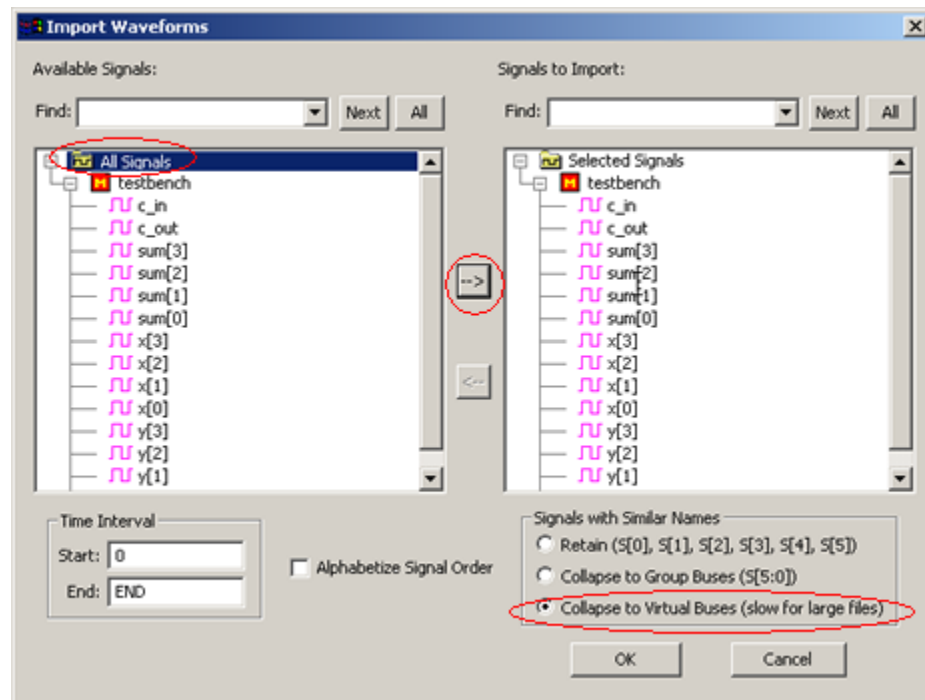 Import Waveforms
Available Signals:
Signals to Import:
Find:
Next
All
Find:
Next
All
All Signals
testbench
c_in
c_out
sum[3]
sum[2]
sum[1]
sum[0]
x[3]
x[2]
x[1]
x[0]
y[3]
y[2]
y[1]
-->
<--
Selected Signals
testbench
c_in
c_out
sum[3]
sum[2]
sum[1]
sum[0]
x[3]
x[2]
x[1]
x[0]
y[3]
y[2]
y[1]
Time Interval
Start: 0
End: END
Alphabetize Signal Order
Signals with Similar Names
Retain (S[0], S[1], S[2], S[3], S[4], S[5])
Collapse to Group Buses (S[5:0])
Collapse to Virtual Buses (slow for large files)
OK
Cancel